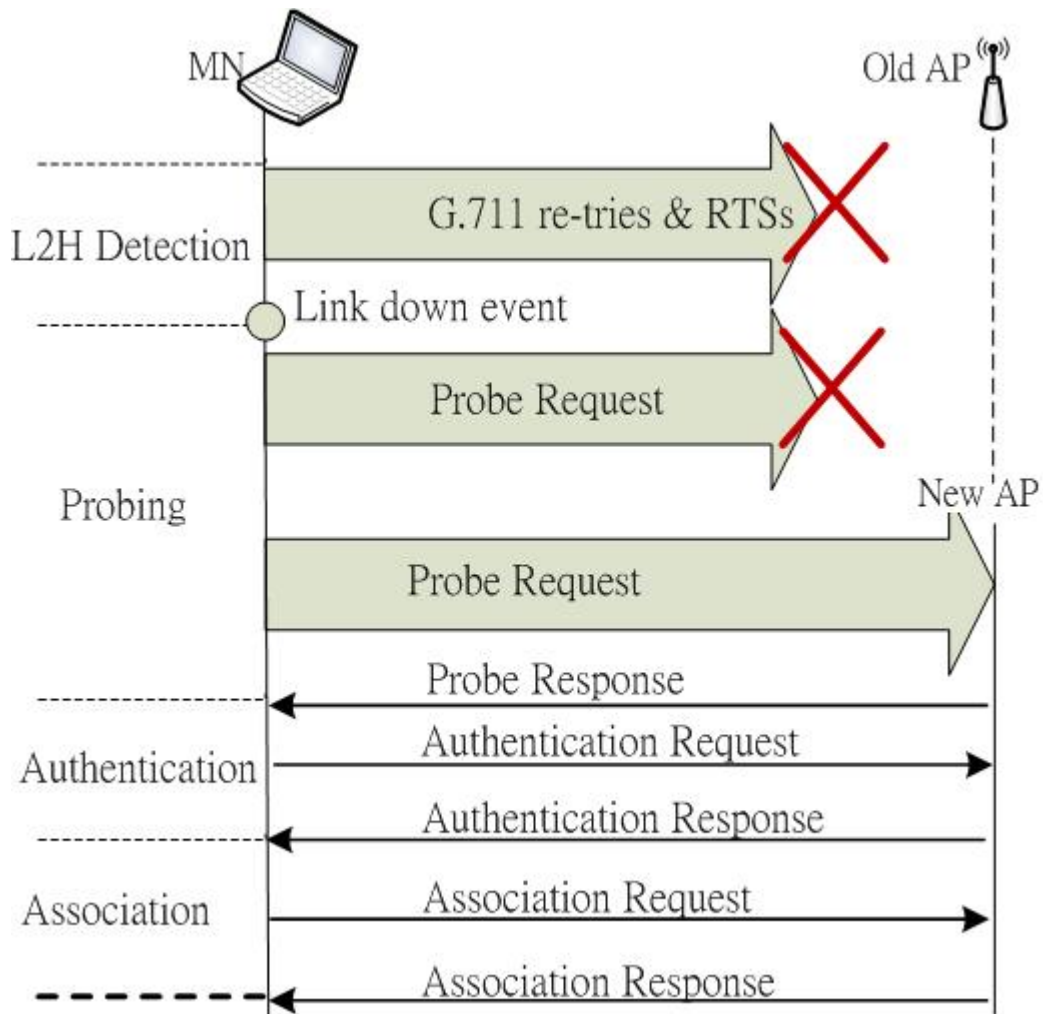 MN
Old AP
G.711 re-tries & RTSs
L2H Detection
Link down event
Probe Request
Probing
New AP
Probe Request
Probe Response
Authentication Request
Authentication
Authentication Response
Association Request
Association
Association Response